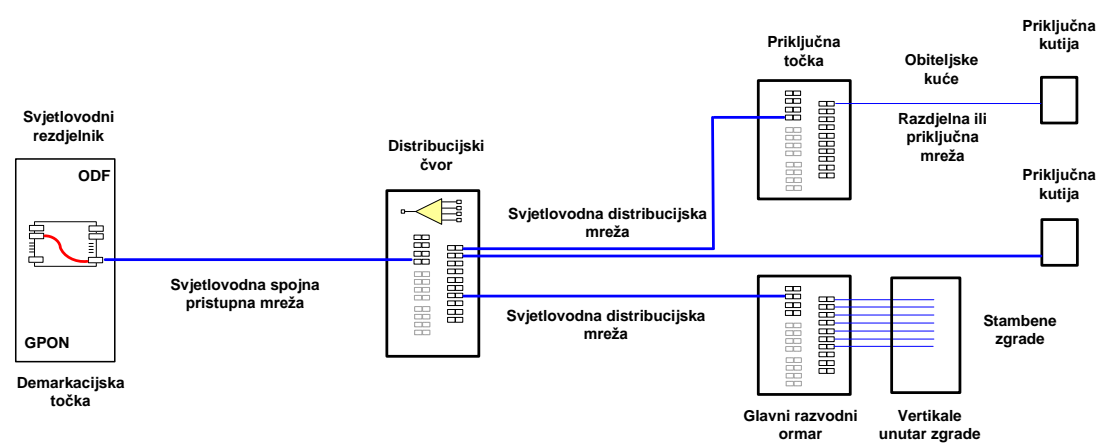 Svjetlovodni
rezdjelnik
ODF
GPON
Demarkacijska
točka
Svjetlovodna spojna
pristupna mreža
Distribucijski
čvor
Svjetlovodna distribucijska
mreža
Svjetlovodna distribucijska
mreža
Priključna
točka
Obiteljske
kuće
Razdjelna ili
priključna
mreža
Priključna
kutija
Priključna
kutija
Stambene
zgrade
Glavni razvodni
ormar
Vertikale
unutar zgrade